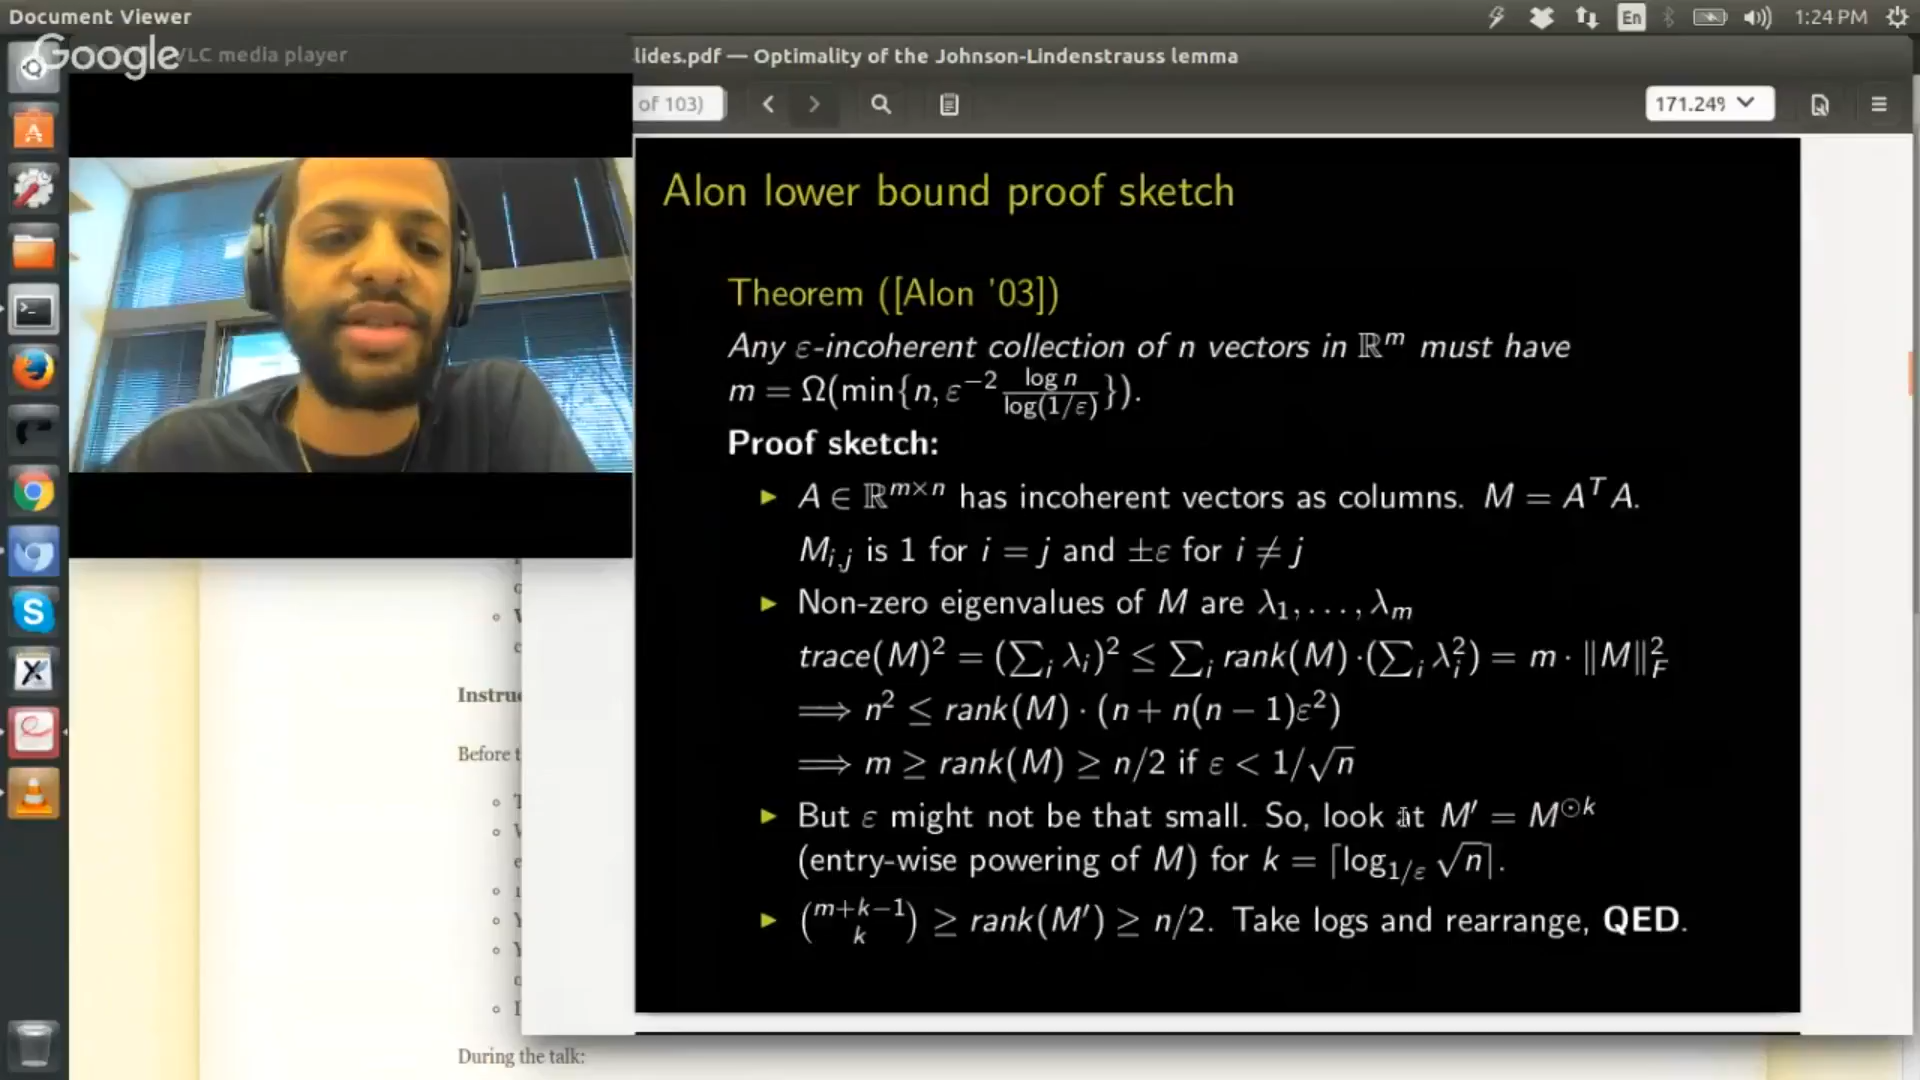 Document Viewer
En
1:24 PM
Google
VLC media player
lides.pdf — Optimality of the Johnson-Lindenstrauss lemma
of 103)
171.24%
Alon lower bound proof sketch
Theorem ([Alon '03])
Any ε-incoherent collection of n vectors in ℝ^m must have
m = Ω(min{n, ε^{−2} \frac{log n}{log(1/ε)}}).
Proof sketch:
► A ∈ ℝ^{m×n} has incoherent vectors as columns. M = A^T A.
M_{i,j} is 1 for i = j and ±ε for i ≠ j
► Non-zero eigenvalues of M are λ_1, . . . , λ_m
trace(M)^2 = (∑_i λ_i)^2 ≤ ∑_i rank(M) · (∑_i λ_i^2) = m · ‖M‖_F^2
⟹ n^2 ≤ rank(M) · (n + n(n − 1)ε^2)
⟹ m ≥ rank(M) ≥ n/2 if ε < 1/√n
► But ε might not be that small. So, look at M′ = M^{⊙k}
(entry-wise powering of M) for k = ⌈log_{1/ε} √n⌉.
► \binom{m+k−1}{k} ≥ rank(M′) ≥ n/2. Take logs and rearrange, QED.
Instruc
Before t
During the talk: